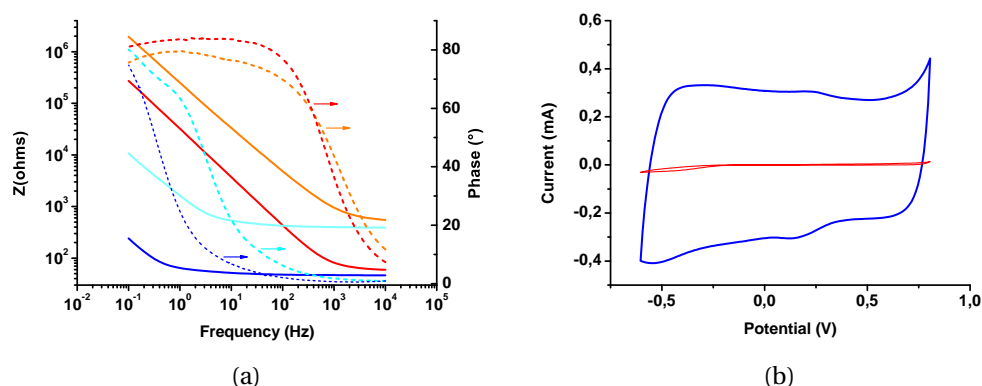 10⁶
10⁵
10⁴
10³
10²
Z(ohms)
10⁻² 10⁻¹ 10⁰ 10¹ 10² 10³ 10⁴ 10⁵
Frequency (Hz)
80
60
40
20
0
Phase (°)
(a)
0,6
0,4
0,2
0,0
-0,2
-0,4
Current (mA)
-0,5 0,0 0,5 1,0
Potential (V)
(b)